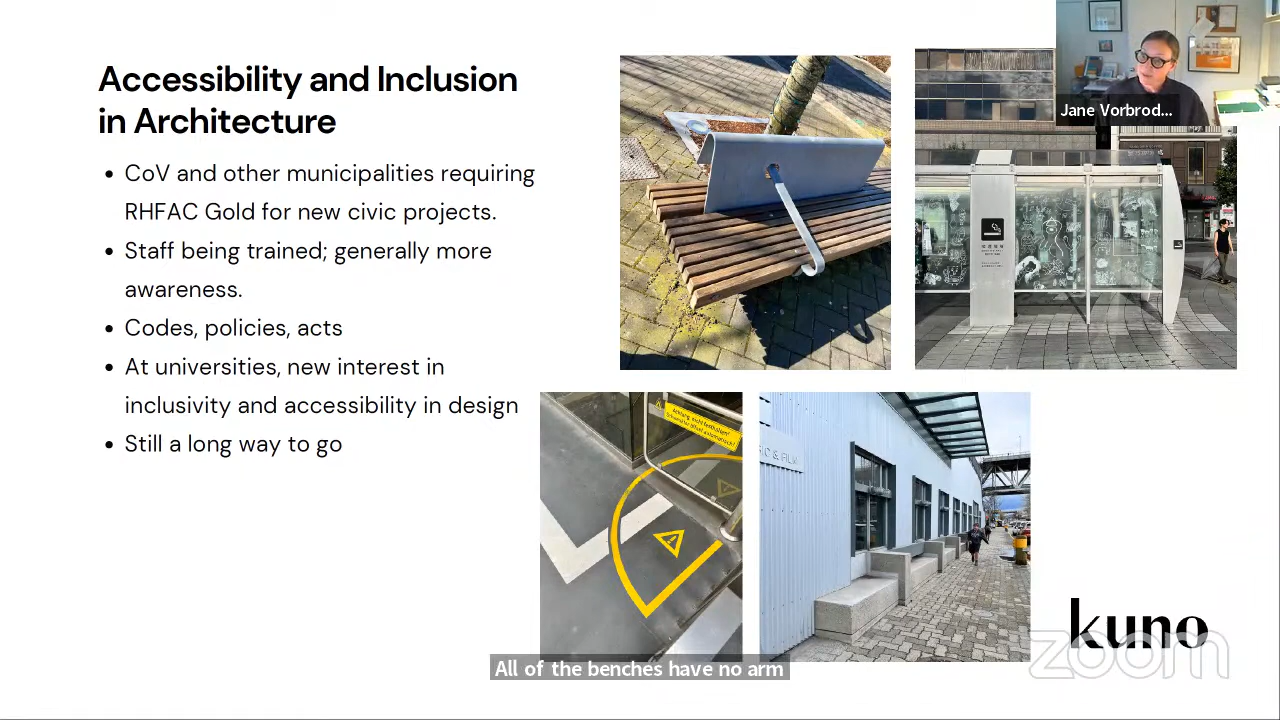 Accessibility and Inclusion
in Architecture
• CoV and other municipalities requiring
RHFAC Gold for new civic projects.
• Staff being trained; generally more
awareness.
• Codes, policies, acts
• At universities, new interest in
inclusivity and accessibility in design
• Still a long way to go
Jane Vorbrod...
IC & FILM
kuno
zoom
All of the benches have no arm